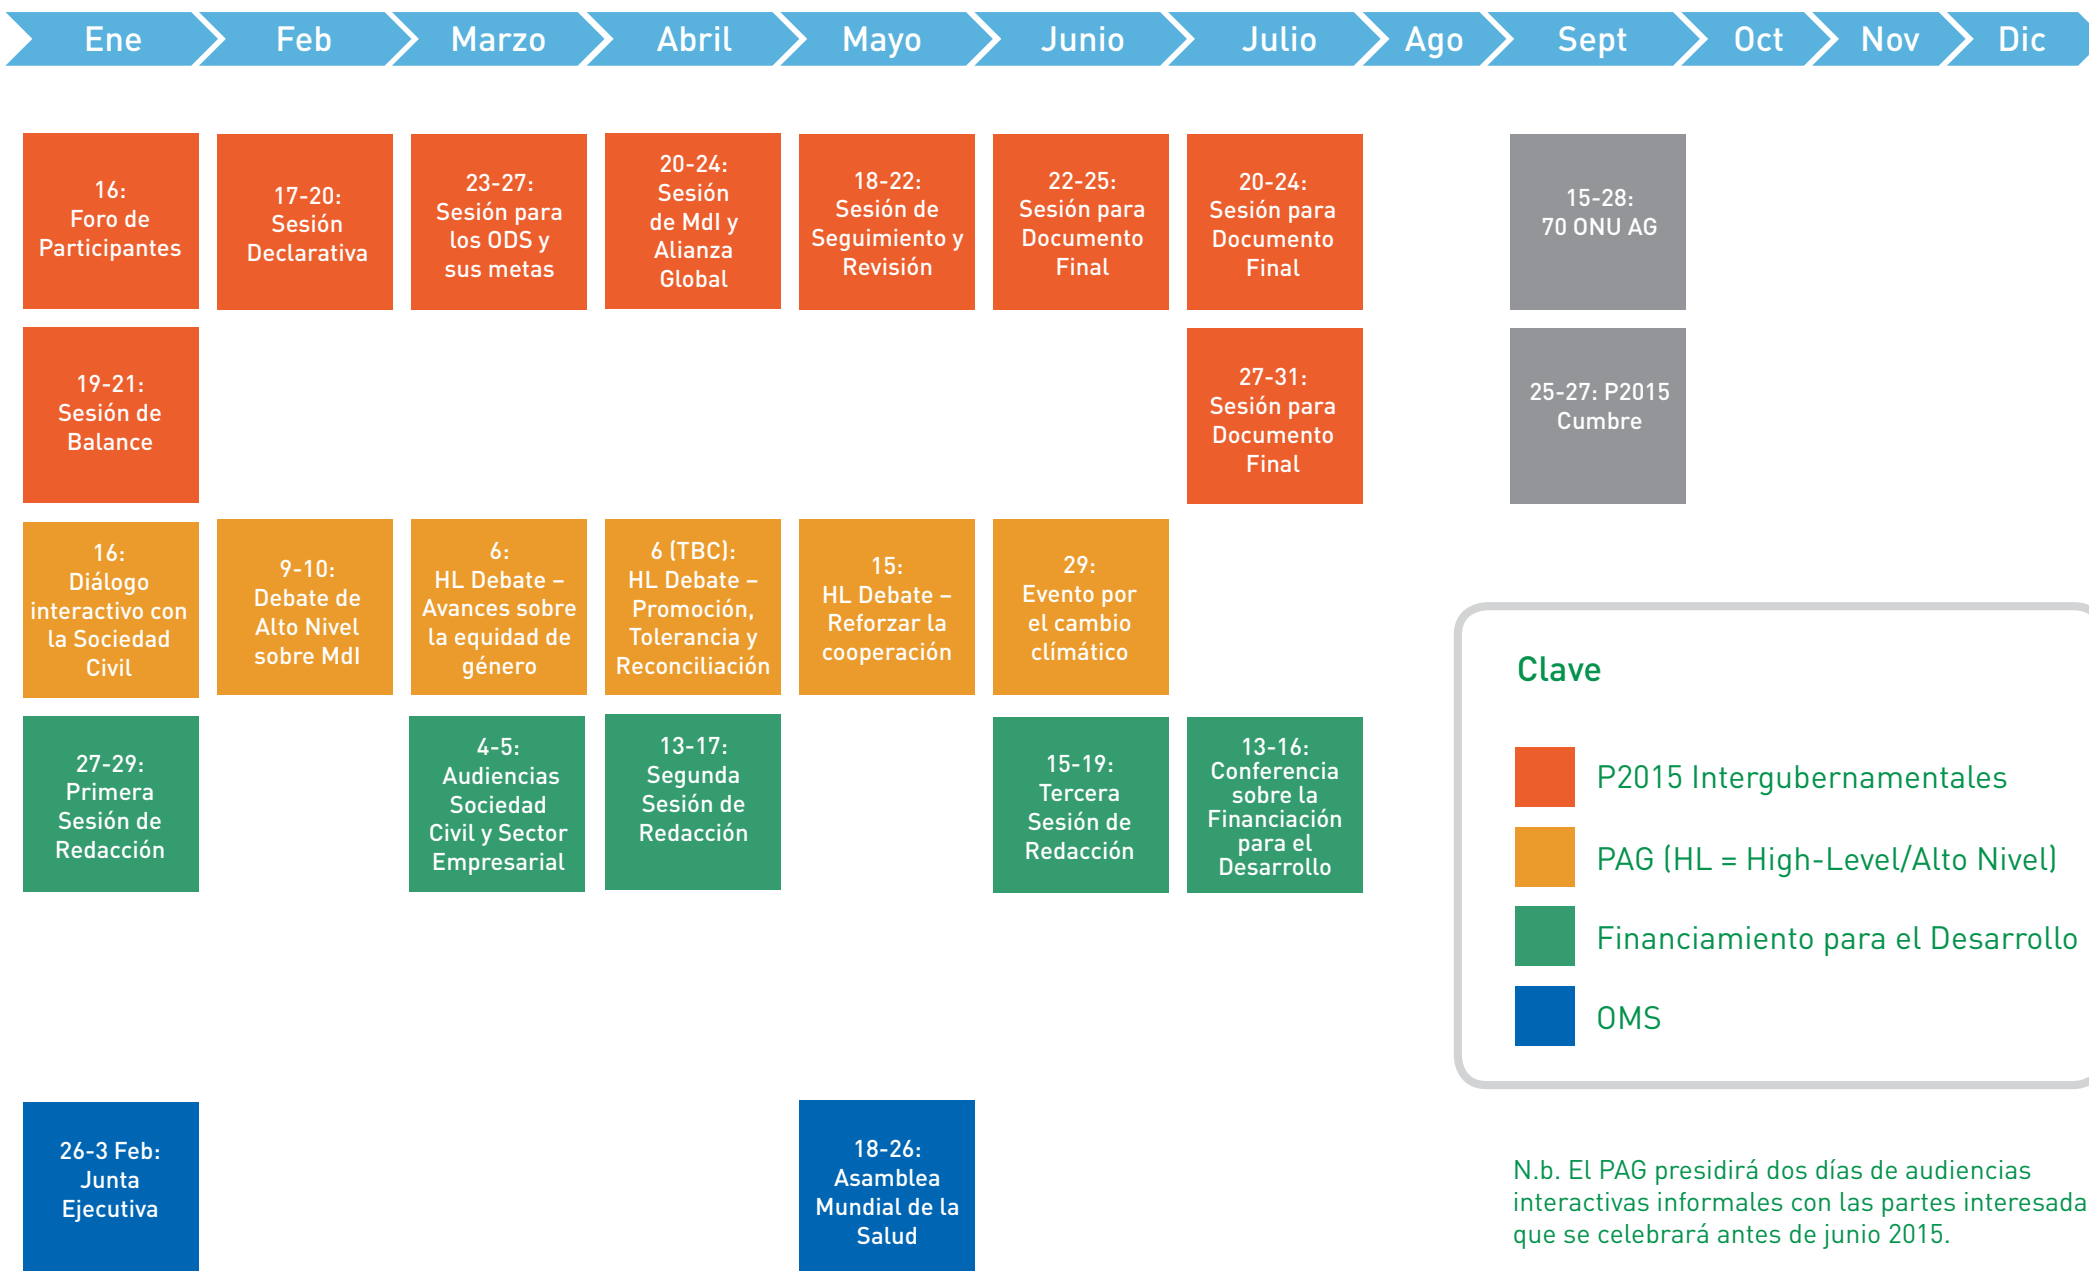 Ene
Feb
Marzo
Abril
Mayo
Junio
Julio
Ago
Sept
Oct
Nov
Dic
16:
Foro de
Participantes
17-20:
Sesión
Declarativa
23-27:
Sesión para
los ODS y
sus metas
20-24:
Sesión
de MdI y
Alianza
Global
18-22:
Sesión de
Seguimiento y
Revisión
22-25:
Sesión para
Documento
Final
20-24:
Sesión para
Documento
Final
15-28:
70 ONU AG
19-21:
Sesión de
Balance
27-31:
Sesión para
Documento
Final
25-27: P2015
Cumbre
16:
Diálogo
interactivo con
la Sociedad
Civil
9-10:
Debate de
Alto Nivel
sobre MdI
6:
HL Debate –
Avances sobre
la equidad de
género
6 (TBC):
HL Debate –
Promoción,
Tolerancia y
Reconciliación
15:
HL Debate –
Reforzar la
cooperación
29:
Evento por
el cambio
clímático
27-29:
Primera
Sesión de
Redacción
4-5:
Audiencias
Sociedad
Civil y Sector
Empresarial
13-17:
Segunda
Sesión de
Redacción
15-19:
Tercera
Sesión de
Redacción
13-16:
Conferencia
sobre la
Financiación
para el
Desarrollo
26-3 Feb:
Junta
Ejecutiva
18-26:
Asamblea
Mundial de la
Salud
Clave
P2015 Intergubernamentales
PAG (HL = High-Level/Alto Nivel)
Financiamiento para el Desarrollo
OMS
N.b. El PAG presidirá dos días de audiencias
interactivas informales con las partes interesada
que se celebrará antes de junio 2015.